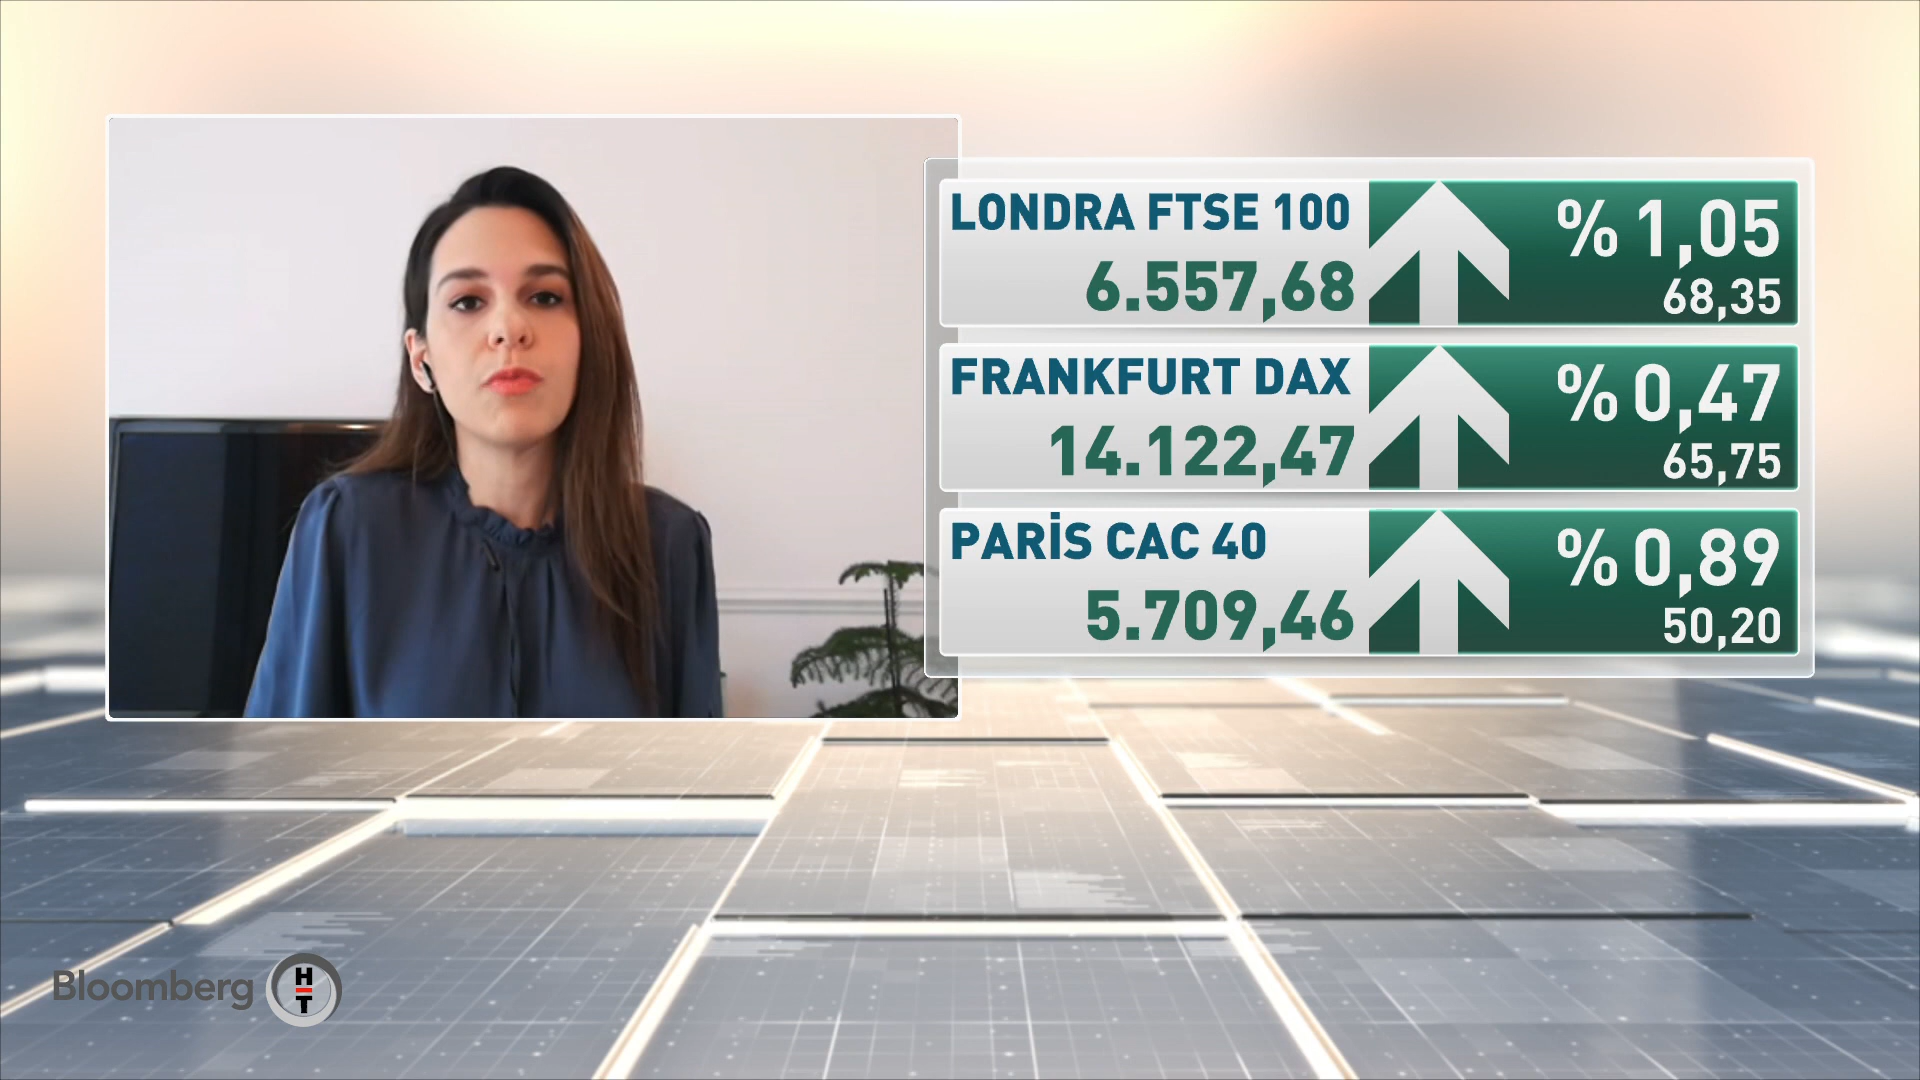 LONDRA FTSE 100
6.557,68
% 1,05
68,35
FRANKFURT DAX
14.122,47
% 0,47
65,75
PARİS CAC 40
5.709,46
% 0,89
50,20
Bloomberg HT